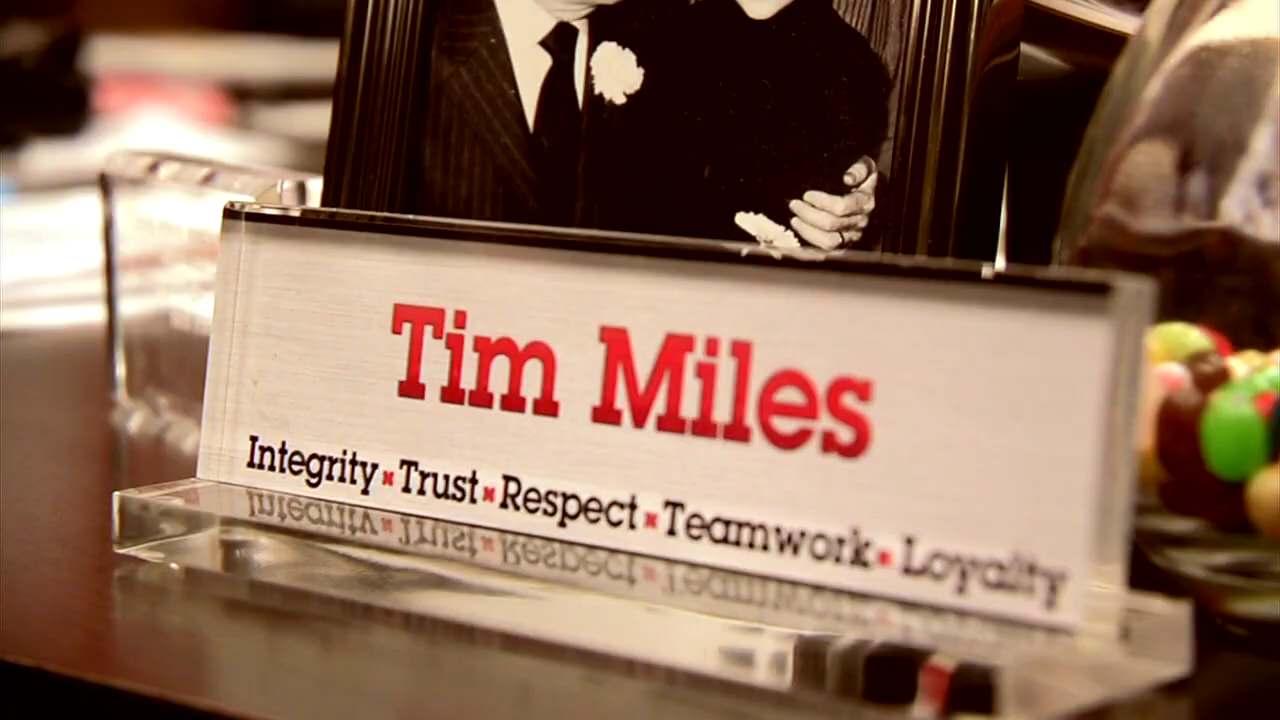 Tim Miles
Integrity ▪ Trust ▪ Respect ▪ Teamwork ▪ Loyalty